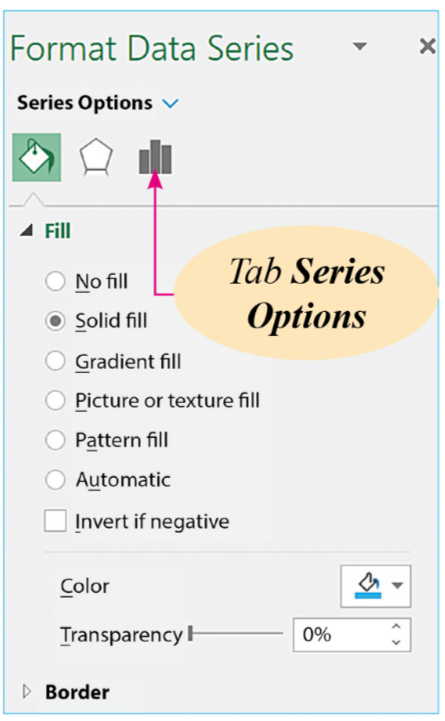 Format Data Series
Series Options
Fill
Tab Series
Options
No fill
Solid fill
Gradient fill
Picture or texture fill
Pattern fill
Automatic
Invert if negative
Color
Transparency 0%
Border